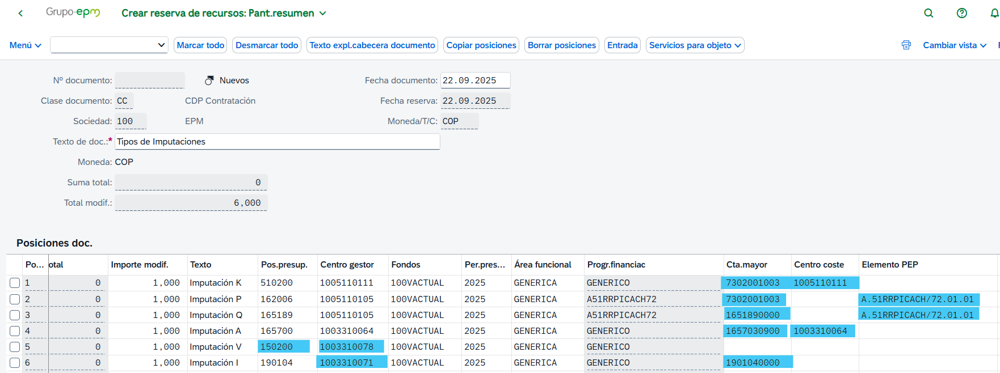 Grupo·epm Crear reserva de recursos: Pant.resumen
Menú Marcar todo Desmarcar todo Texto expl.cabecera documento Copiar posiciones Borrar posiciones Entrada Servicios para objeto Cambiar vista
Nº documento: Nuevos Fecha documento: 22.09.2025
Clase documento: CC CDP Contratación Fecha reserva: 22.09.2025
Sociedad: 100 EPM Moneda/T/C: COP
Texto de doc.:* Tipos de Imputaciones
Moneda: COP
Suma total: 0
Total modif.: 6,000
Posiciones doc.
Po... otal Importe modif. Texto Pos.presup. Centro gestor Fondos Per.pres... Área funcional Progr.financiac Cta.mayor Centro coste Elemento PEP
1 0 1,000 Imputación K 510200 1005110111 100VACTUAL 2025 GENERICA GENERICO 7302001003 1005110111
2 0 1,000 Imputación P 162006 1005110105 100VACTUAL 2025 GENERICA A51RRPICACH72 7302001003 A.51RRPICACH/72.01.01
3 0 1,000 Imputación Q 165189 1005110105 100VACTUAL 2025 GENERICA A51RRPICACH72 1651890000 A.51RRPICACH/72.01.01
4 0 1,000 Imputación A 165700 1003310064 100VACTUAL 2025 GENERICA GENERICO 1657030900 1003310064
5 0 1,000 Imputación V 150200 1003310078 100VACTUAL 2025 GENERICA GENERICO
6 0 1,000 Imputación I 190104 1003310071 100VACTUAL 2025 GENERICA GENERICO 1901040000